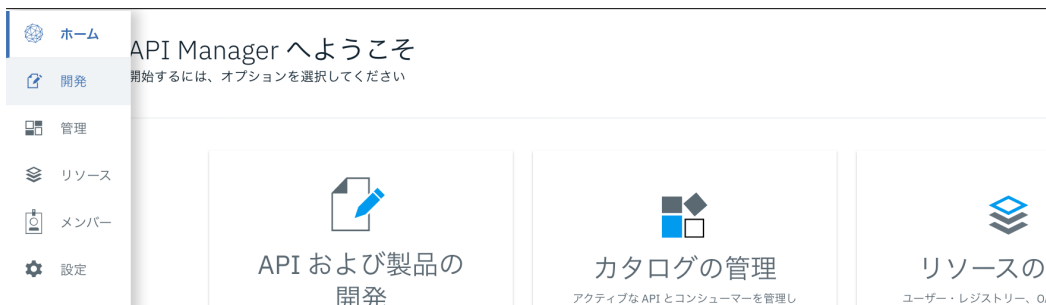 ホーム
開発
管理
リソース
メンバー
設定
API Manager へようこそ
開始するには、オプションを選択してください
API および製品の
開発
カタログの管理
アクティブな API とコンシューマーを管理し
リソースの
ユーザー・レジストリー、